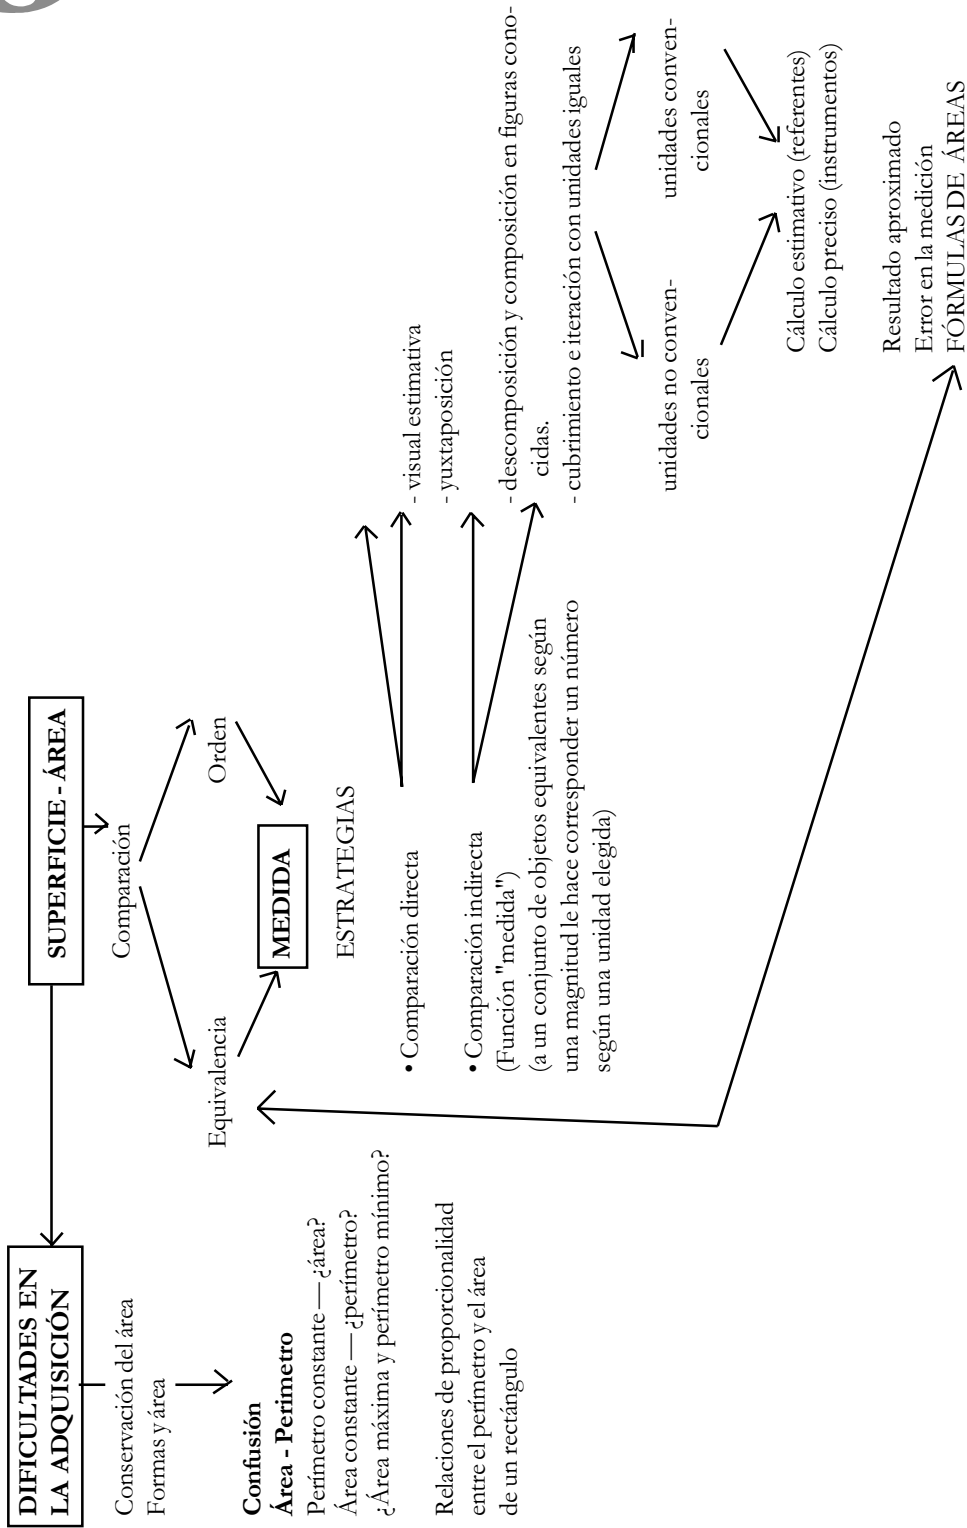 SUPERFICIE - ÁREA
DIFICULTADES EN
LA ADQUISICIÓN
Conservación del área
Formas y área
Confusión
Área - Perimetro
Perímetro constante — ¿área?
Área constante — ¿perímetro?
¿Área máxima y perímetro mínimo?
Relaciones de proporcionalidad
entre el perímetro y el área
de un rectángulo
Comparación
Equivalencia
Orden
MEDIDA
ESTRATEGIAS
• Comparación directa
- visual estimativa
- yuxtaposición
• Comparación indirecta
(Función "medida")
(a un conjunto de objetos equivalentes según
una magnitud le hace corresponder un número
según una unidad elegida)
- descomposición y composición en figuras cono-
cidas.
- cubrimiento e iteración con unidades iguales
unidades no conven-
cionales
unidades conven-
cionales
Cálculo estimativo (referentes)
Cálculo preciso (instrumentos)
Resultado aproximado
Error en la medición
FÓRMULAS DE ÁREAS